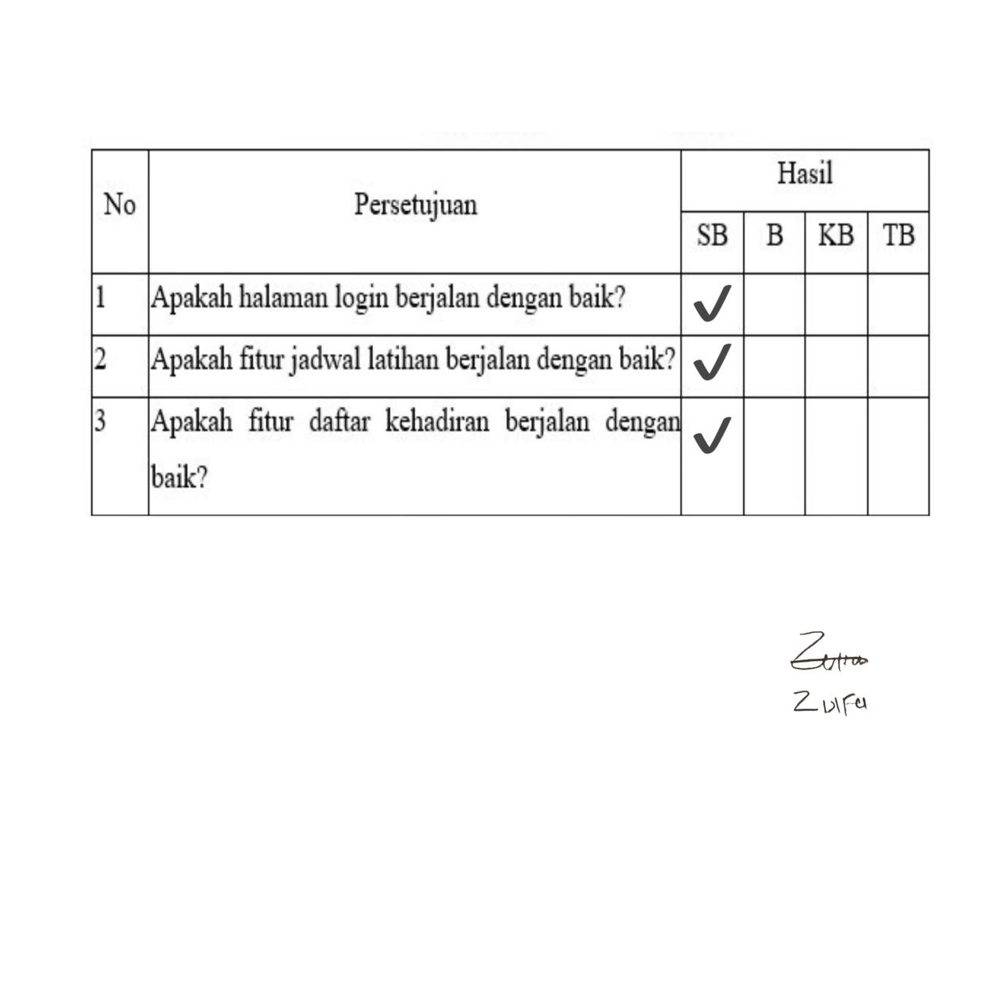 No Persetujuan Hasil
SB B KB TB
1 Apakah halaman login berjalan dengan baik? ✓
2 Apakah fitur jadwal latihan berjalan dengan baik? ✓
3 Apakah fitur daftar kehadiran berjalan dengan ✓
baik?
Zulfa